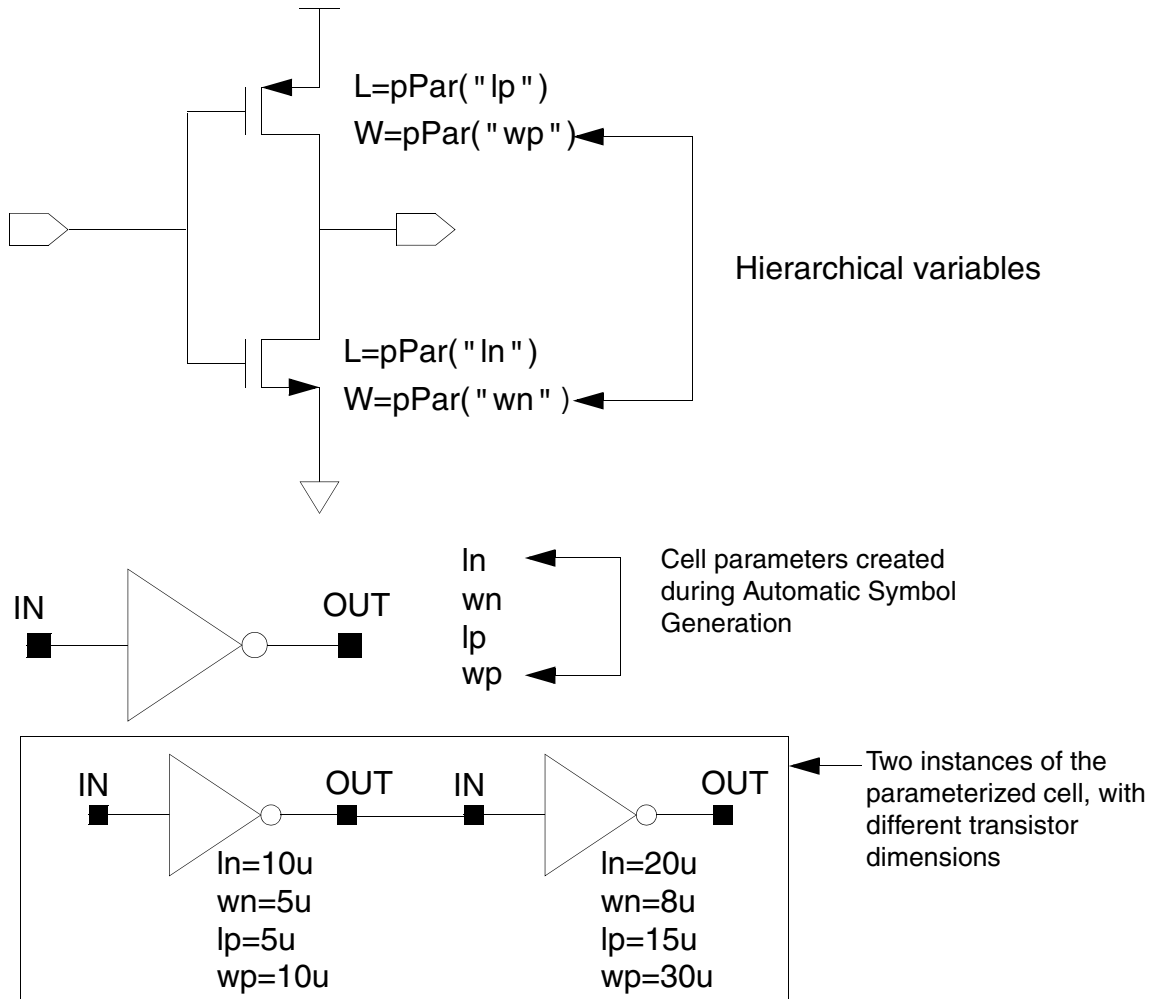 L=pPar("lp")
W=pPar("wp")
Hierarchical variables
L=pPar("ln")
W=pPar("wn")
IN
OUT
ln
wn
lp
wp
Cell parameters created
during Automatic Symbol
Generation
IN
OUT
IN
OUT
ln=10u
wn=5u
lp=5u
wp=10u
ln=20u
wn=8u
lp=15u
wp=30u
Two instances of the
parameterized cell, with
different transistor
dimensions